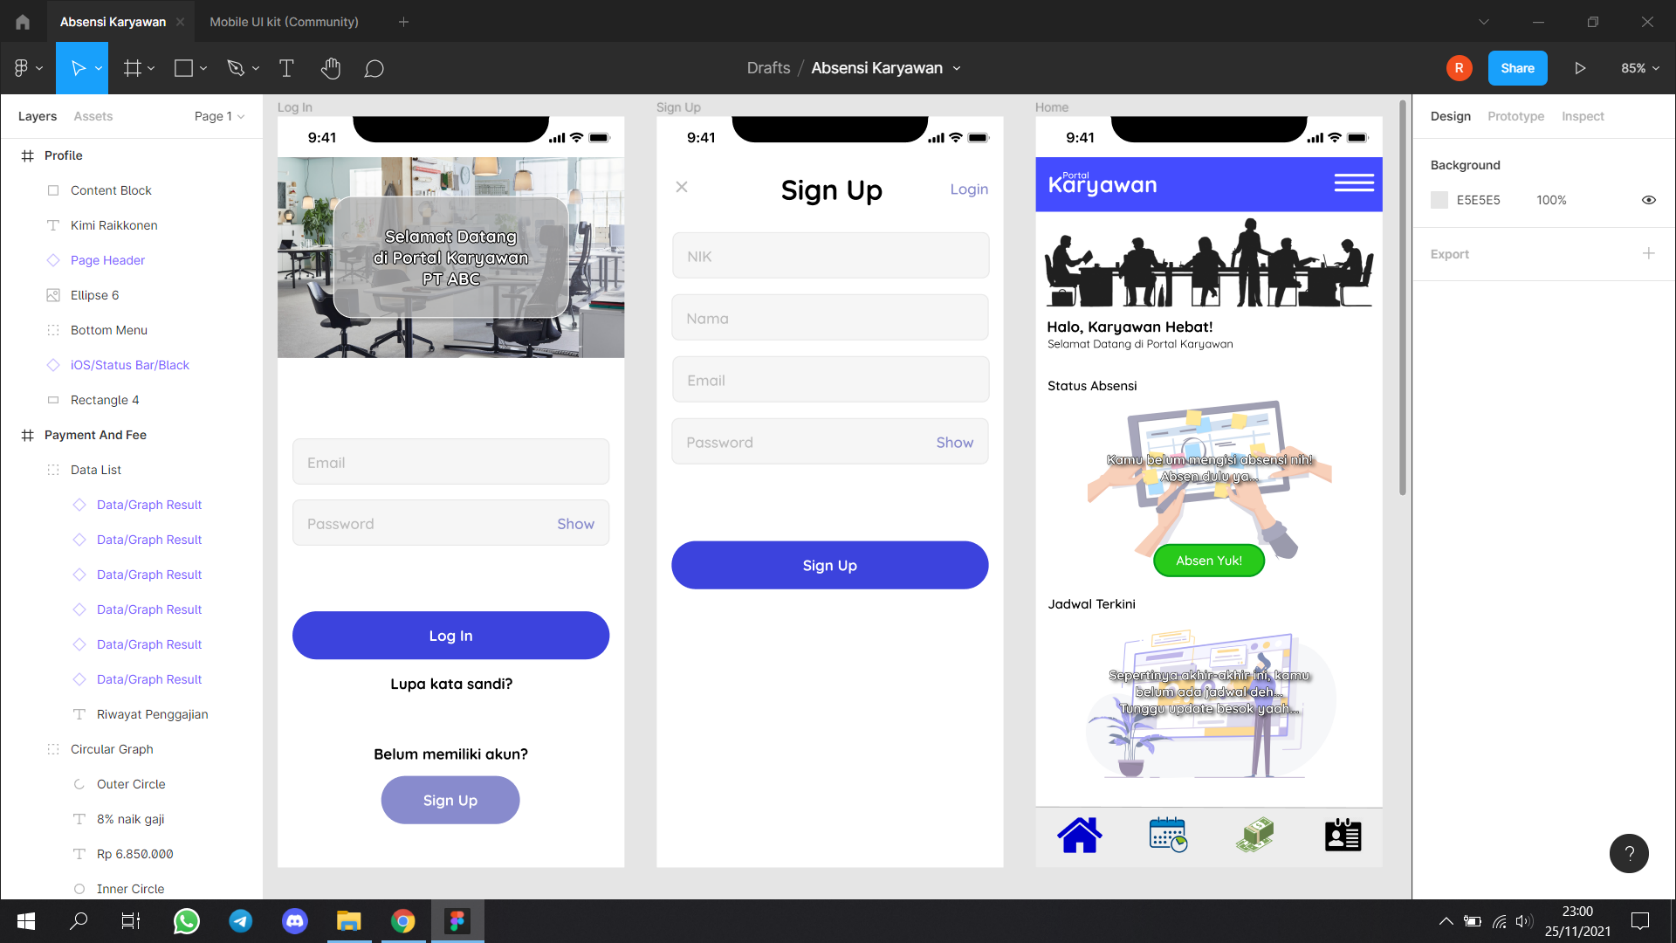 Absensi Karyawan
Mobile UI kit (Community)
Drafts / Absensi Karyawan
R
Share
85%
Layers
Assets
Page 1
Profile
Content Block
Kimi Raikkonen
Page Header
Ellipse 6
Bottom Menu
iOS/Status Bar/Black
Rectangle 4
Payment And Fee
Data List
Data/Graph Result
Data/Graph Result
Data/Graph Result
Data/Graph Result
Data/Graph Result
Data/Graph Result
Riwayat Penggajian
Circular Graph
Outer Circle
8% naik gaji
Rp 6.850.000
Inner Circle
Log In
9:41
Selamat Datang
di Portal Karyawan
PT ABC
Email
Password
Show
Log In
Lupa kata sandi?
Belum memiliki akun?
Sign Up
Sign Up
9:41
Sign Up
Login
NIK
Nama
Email
Password
Show
Sign Up
Home
9:41
Portal
Karyawan
Halo, Karyawan Hebat!
Selamat Datang di Portal Karyawan
Status Absensi
Kamu belum mengisi absensi nih!
Absen dulu ya...
Absen Yuk!
Jadwal Terkini
Sepertinya akhir-akhir ini, kamu
belum ada jadwal deh...
Tunggu update besok yaah...
Design
Prototype
Inspect
Background
E5E5E5
100%
Export
?
23:00
25/11/2021